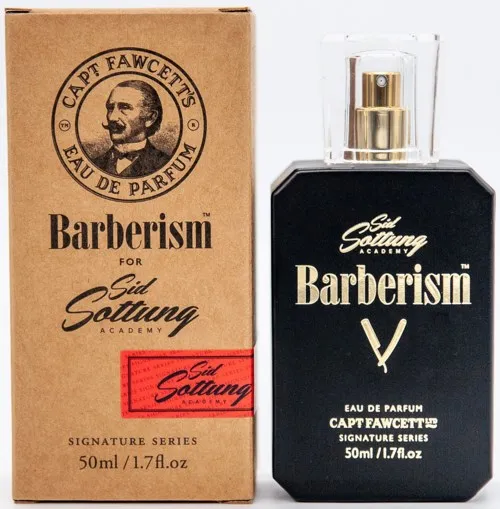 CAPT FAWCETT'S
EAU DE PARFUM
TM
®
Barberism™
FOR
Sid
Sottung
ACADEMY
Sid
Sottung
ACADEMY
SIGNATURE SERIES
50ml / 1.7fl.oz
Sid
Sottung
ACADEMY
Barberism™
EAU DE PARFUM
CAPT FAWCETT LTD
SIGNATURE SERIES
50ml / 1.7fl.oz